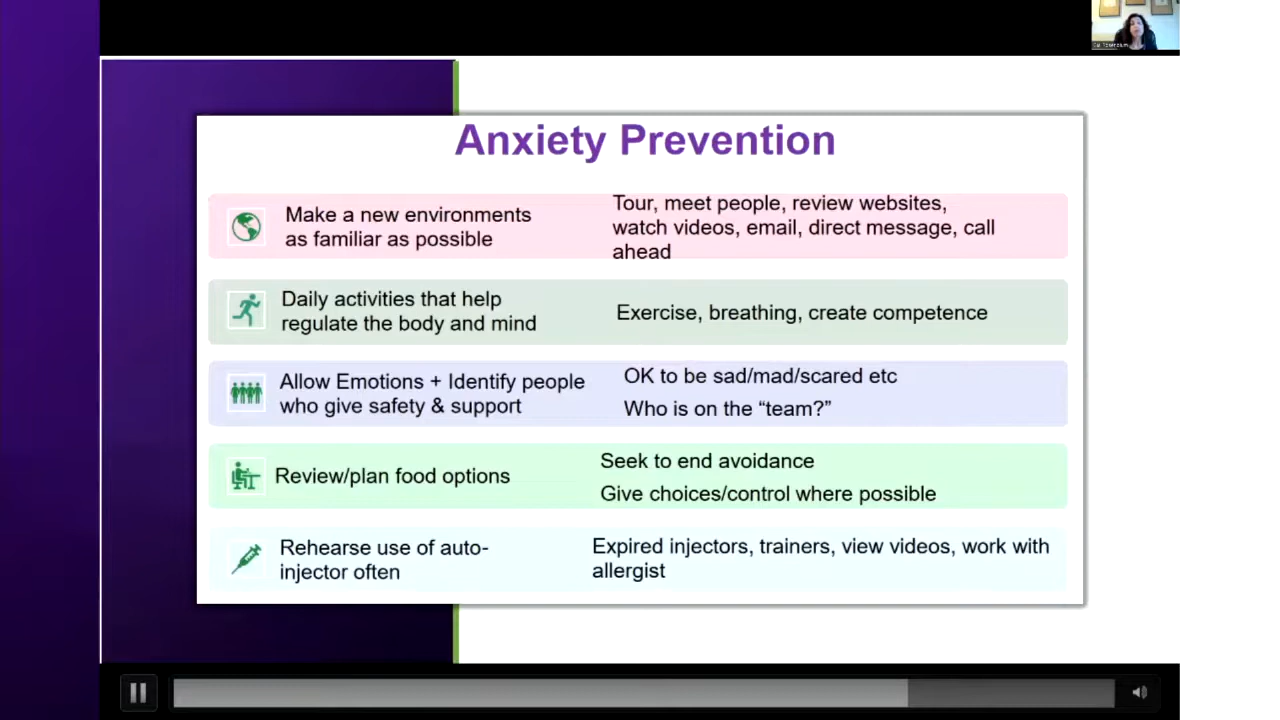 Anxiety Prevention
Make a new environments
as familiar as possible
Tour, meet people, review websites,
watch videos, email, direct message, call
ahead
Daily activities that help
regulate the body and mind
Exercise, breathing, create competence
Allow Emotions + Identify people
who give safety & support
OK to be sad/mad/scared etc
Who is on the “team?”
Review/plan food options
Seek to end avoidance
Give choices/control where possible
Rehearse use of auto-
injector often
Expired injectors, trainers, view videos, work with
allergist